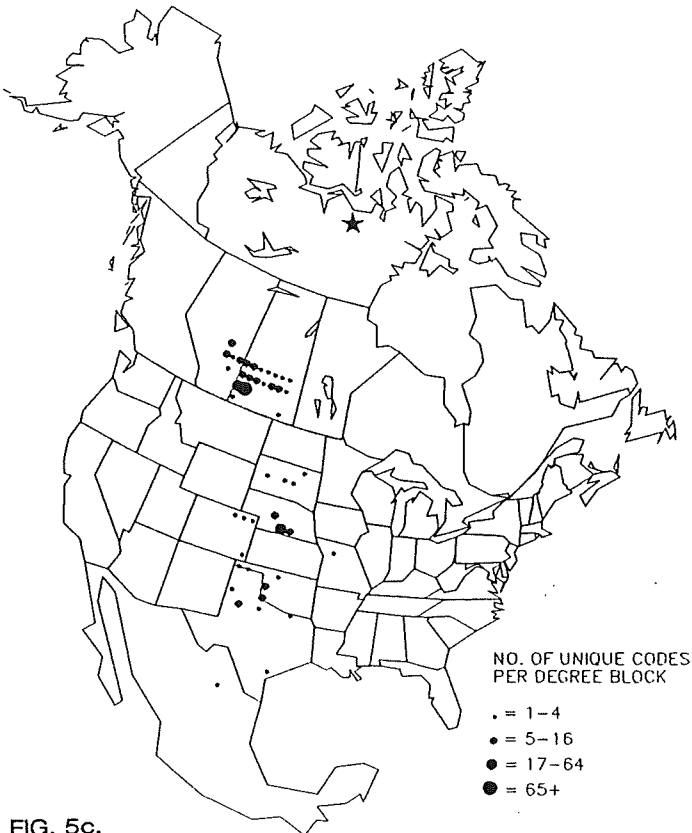 NO. OF UNIQUE CODES
PER DEGREE BLOCK
. = 1-4
• = 5-16
● = 17-64
● = 65+
FIG. 5c.